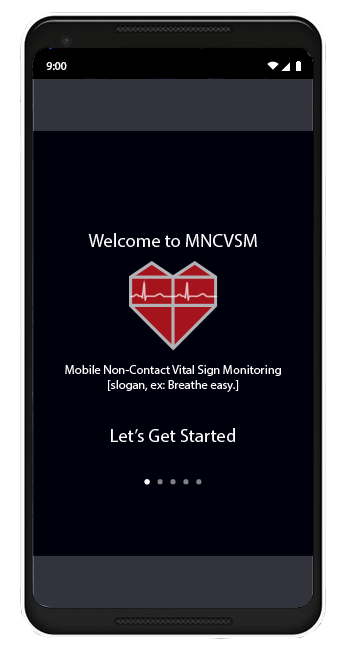 9:00
Welcome to MNCVSM
Mobile Non-Contact Vital Sign Monitoring
[slogan, ex: Breathe easy.]
Let's Get Started